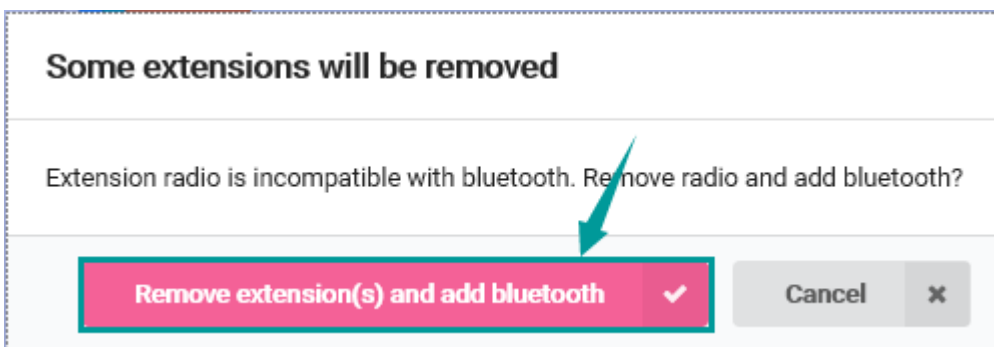 Some extensions will be removed
Extension radio is incompatible with bluetooth. Remove radio and add bluetooth?
Remove extension(s) and add bluetooth
Cancel